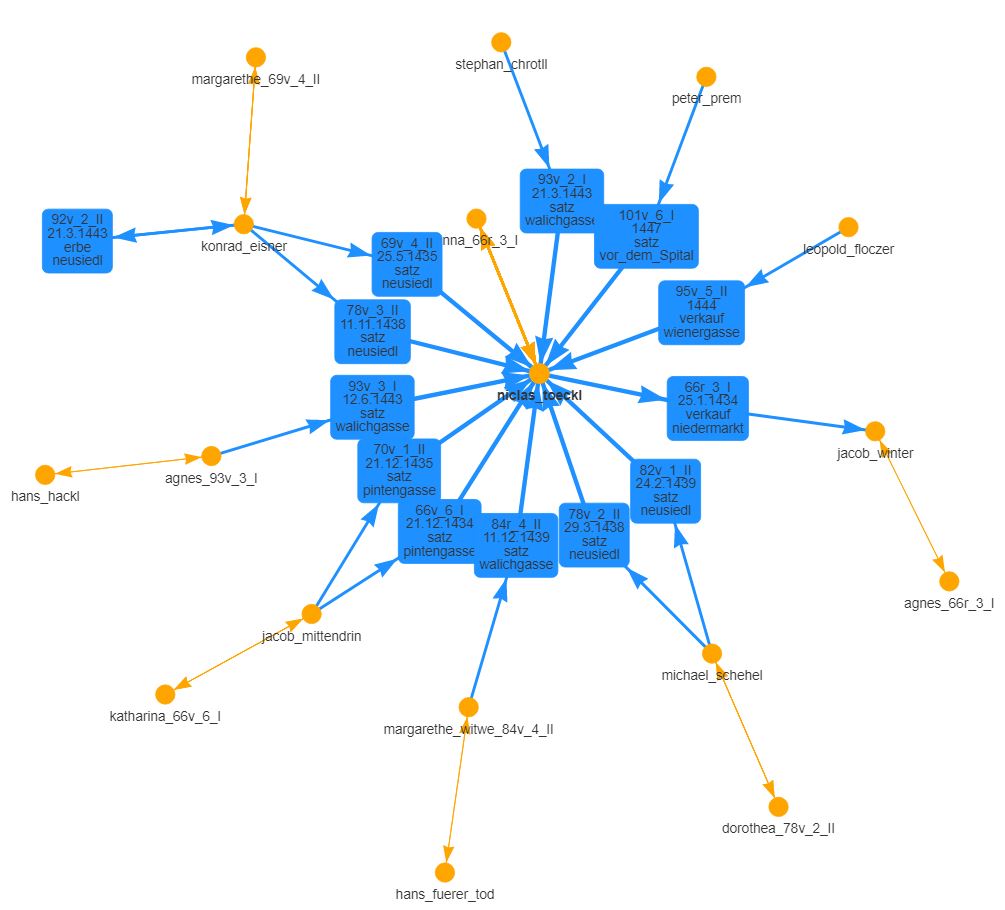 stephan_chrotll
margarethe_69v_4_II
peter_prem
93v_2_I
21.3.1443
satz
walichgasse
101v_6_I
1447
satz
vor_dem_Spital
92v_2_II
21.3.1443
erbe
neusiedl
konrad_eisner
69v_4_II
25.5.1435
satz
neusiedl
nna_66r_3_I
leopold_floczer
95v_5_II
1444
verkauf
wienergasse
78v_3_II
11.11.1438
satz
neusiedl
niclas_toeckl
93v_3_I
12.6.1443
satz
walichgasse
66r_3_I
25.1.1434
verkauf
niedermarkt
jacob_winter
70v_1_II
21.12.1435
satz
pintengasse
82v_1_II
24.2.1439
satz
neusiedl
agnes_93v_3_I
hans_hackl
66v_6_I
21.12.1434
satz
pintengasse
84r_4_II
11.12.1439
satz
walichgasse
78v_2_II
29.3.1438
satz
neusiedl
agnes_66r_3_I
jacob_mittendrin
michael_schehel
katharina_66v_6_I
margarethe_witwe_84v_4_II
dorothea_78v_2_II
hans_fuerer_tod